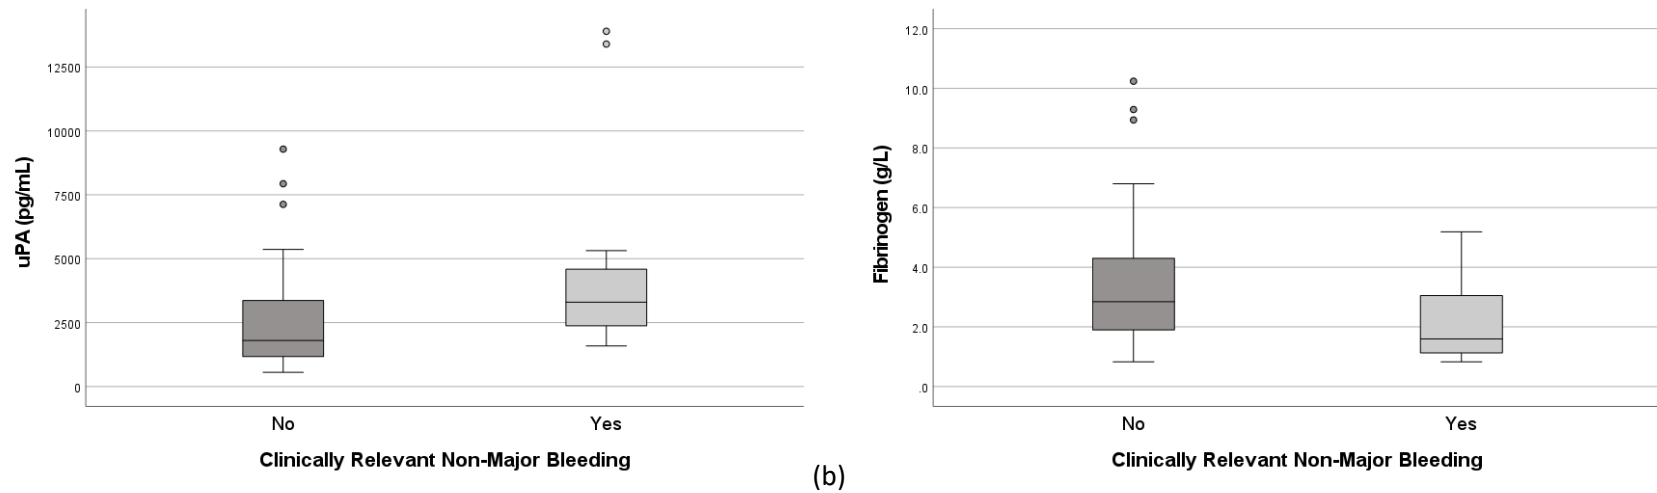 uPA (pg/mL)
12500
10000
7500
5000
2500
0
No
Yes
Clinically Relevant Non-Major Bleeding
(b)
Fibrinogen (g/L)
12.0
10.0
8.0
6.0
4.0
2.0
.0
No
Yes
Clinically Relevant Non-Major Bleeding